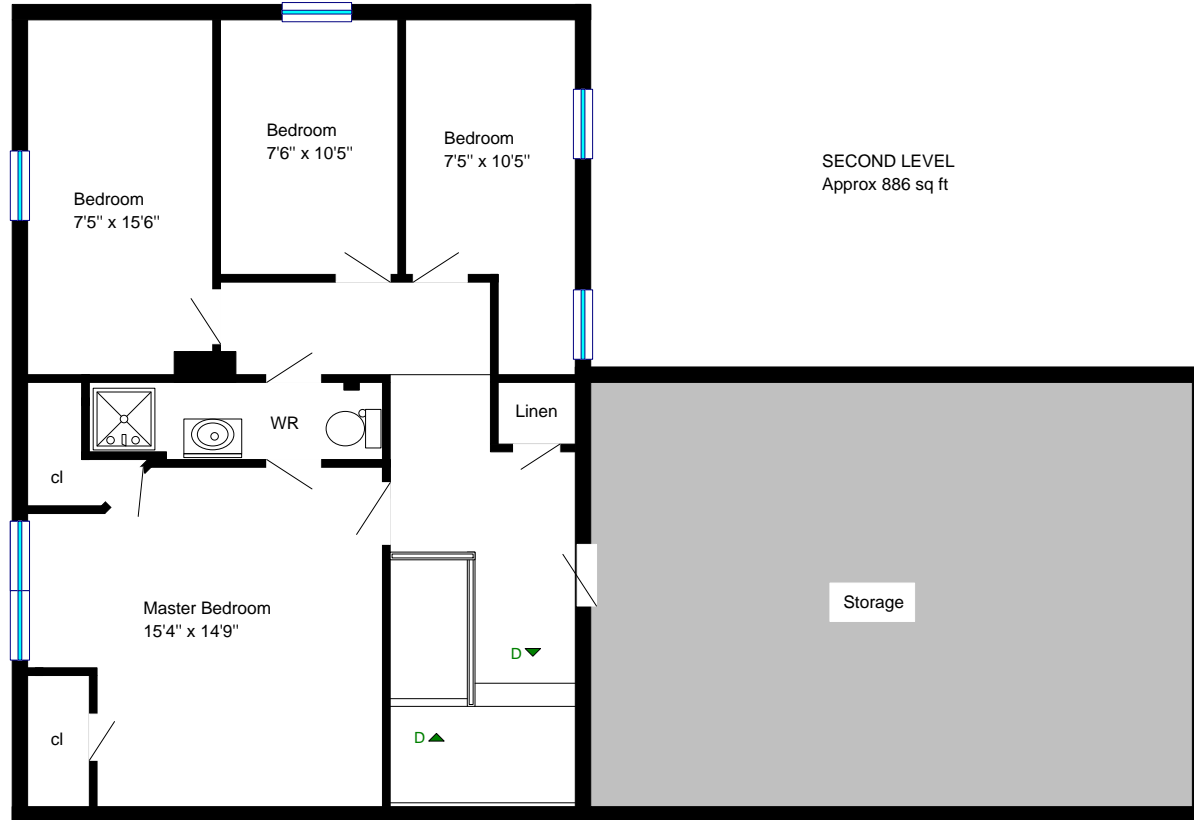 Bedroom
7'6" x 10'5"
Bedroom
7'5" x 10'5"
SECOND LEVEL
Approx 886 sq ft
Bedroom
7'5" x 15'6"
Linen
WR
cl
Master Bedroom
15'4" x 14'9"
Storage
D
cl
D